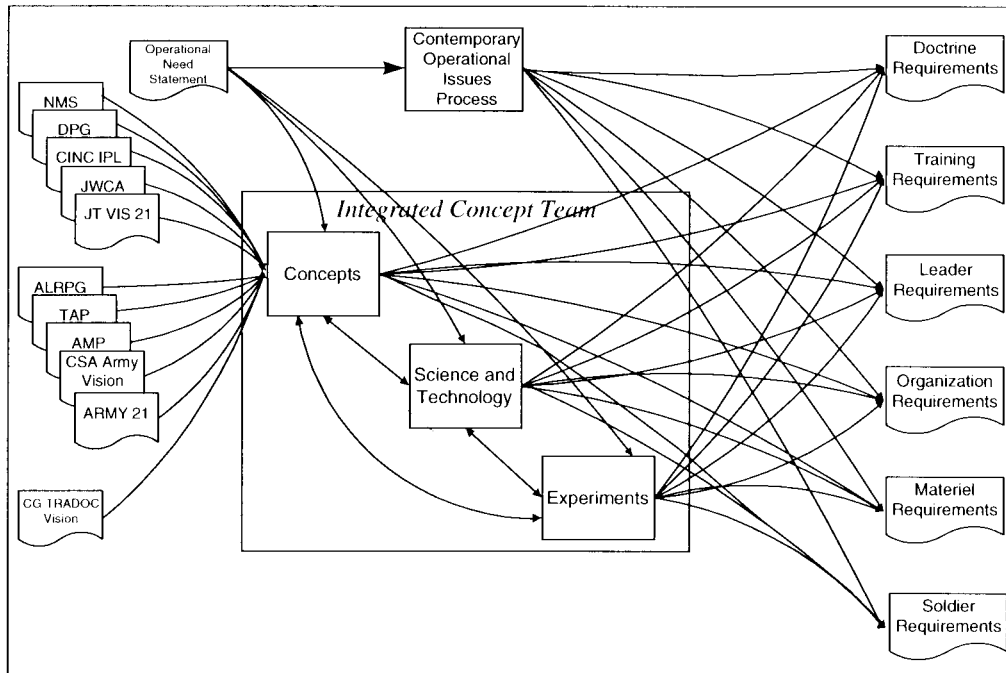 Operational
Need
Statement
Contemporary
Operational
Issues
Process
NMS
DPG
CINC IPL
JWCA
JT VIS 21
ALRPG
TAP
AMP
CSA Army
Vision
ARMY 21
CG TRADOC
Vision
Integrated Concept Team
Concepts
Science and
Technology
Experiments
Doctrine
Requirements
Training
Requirements
Leader
Requirements
Organization
Requirements
Materiel
Requirements
Soldier
Requirements